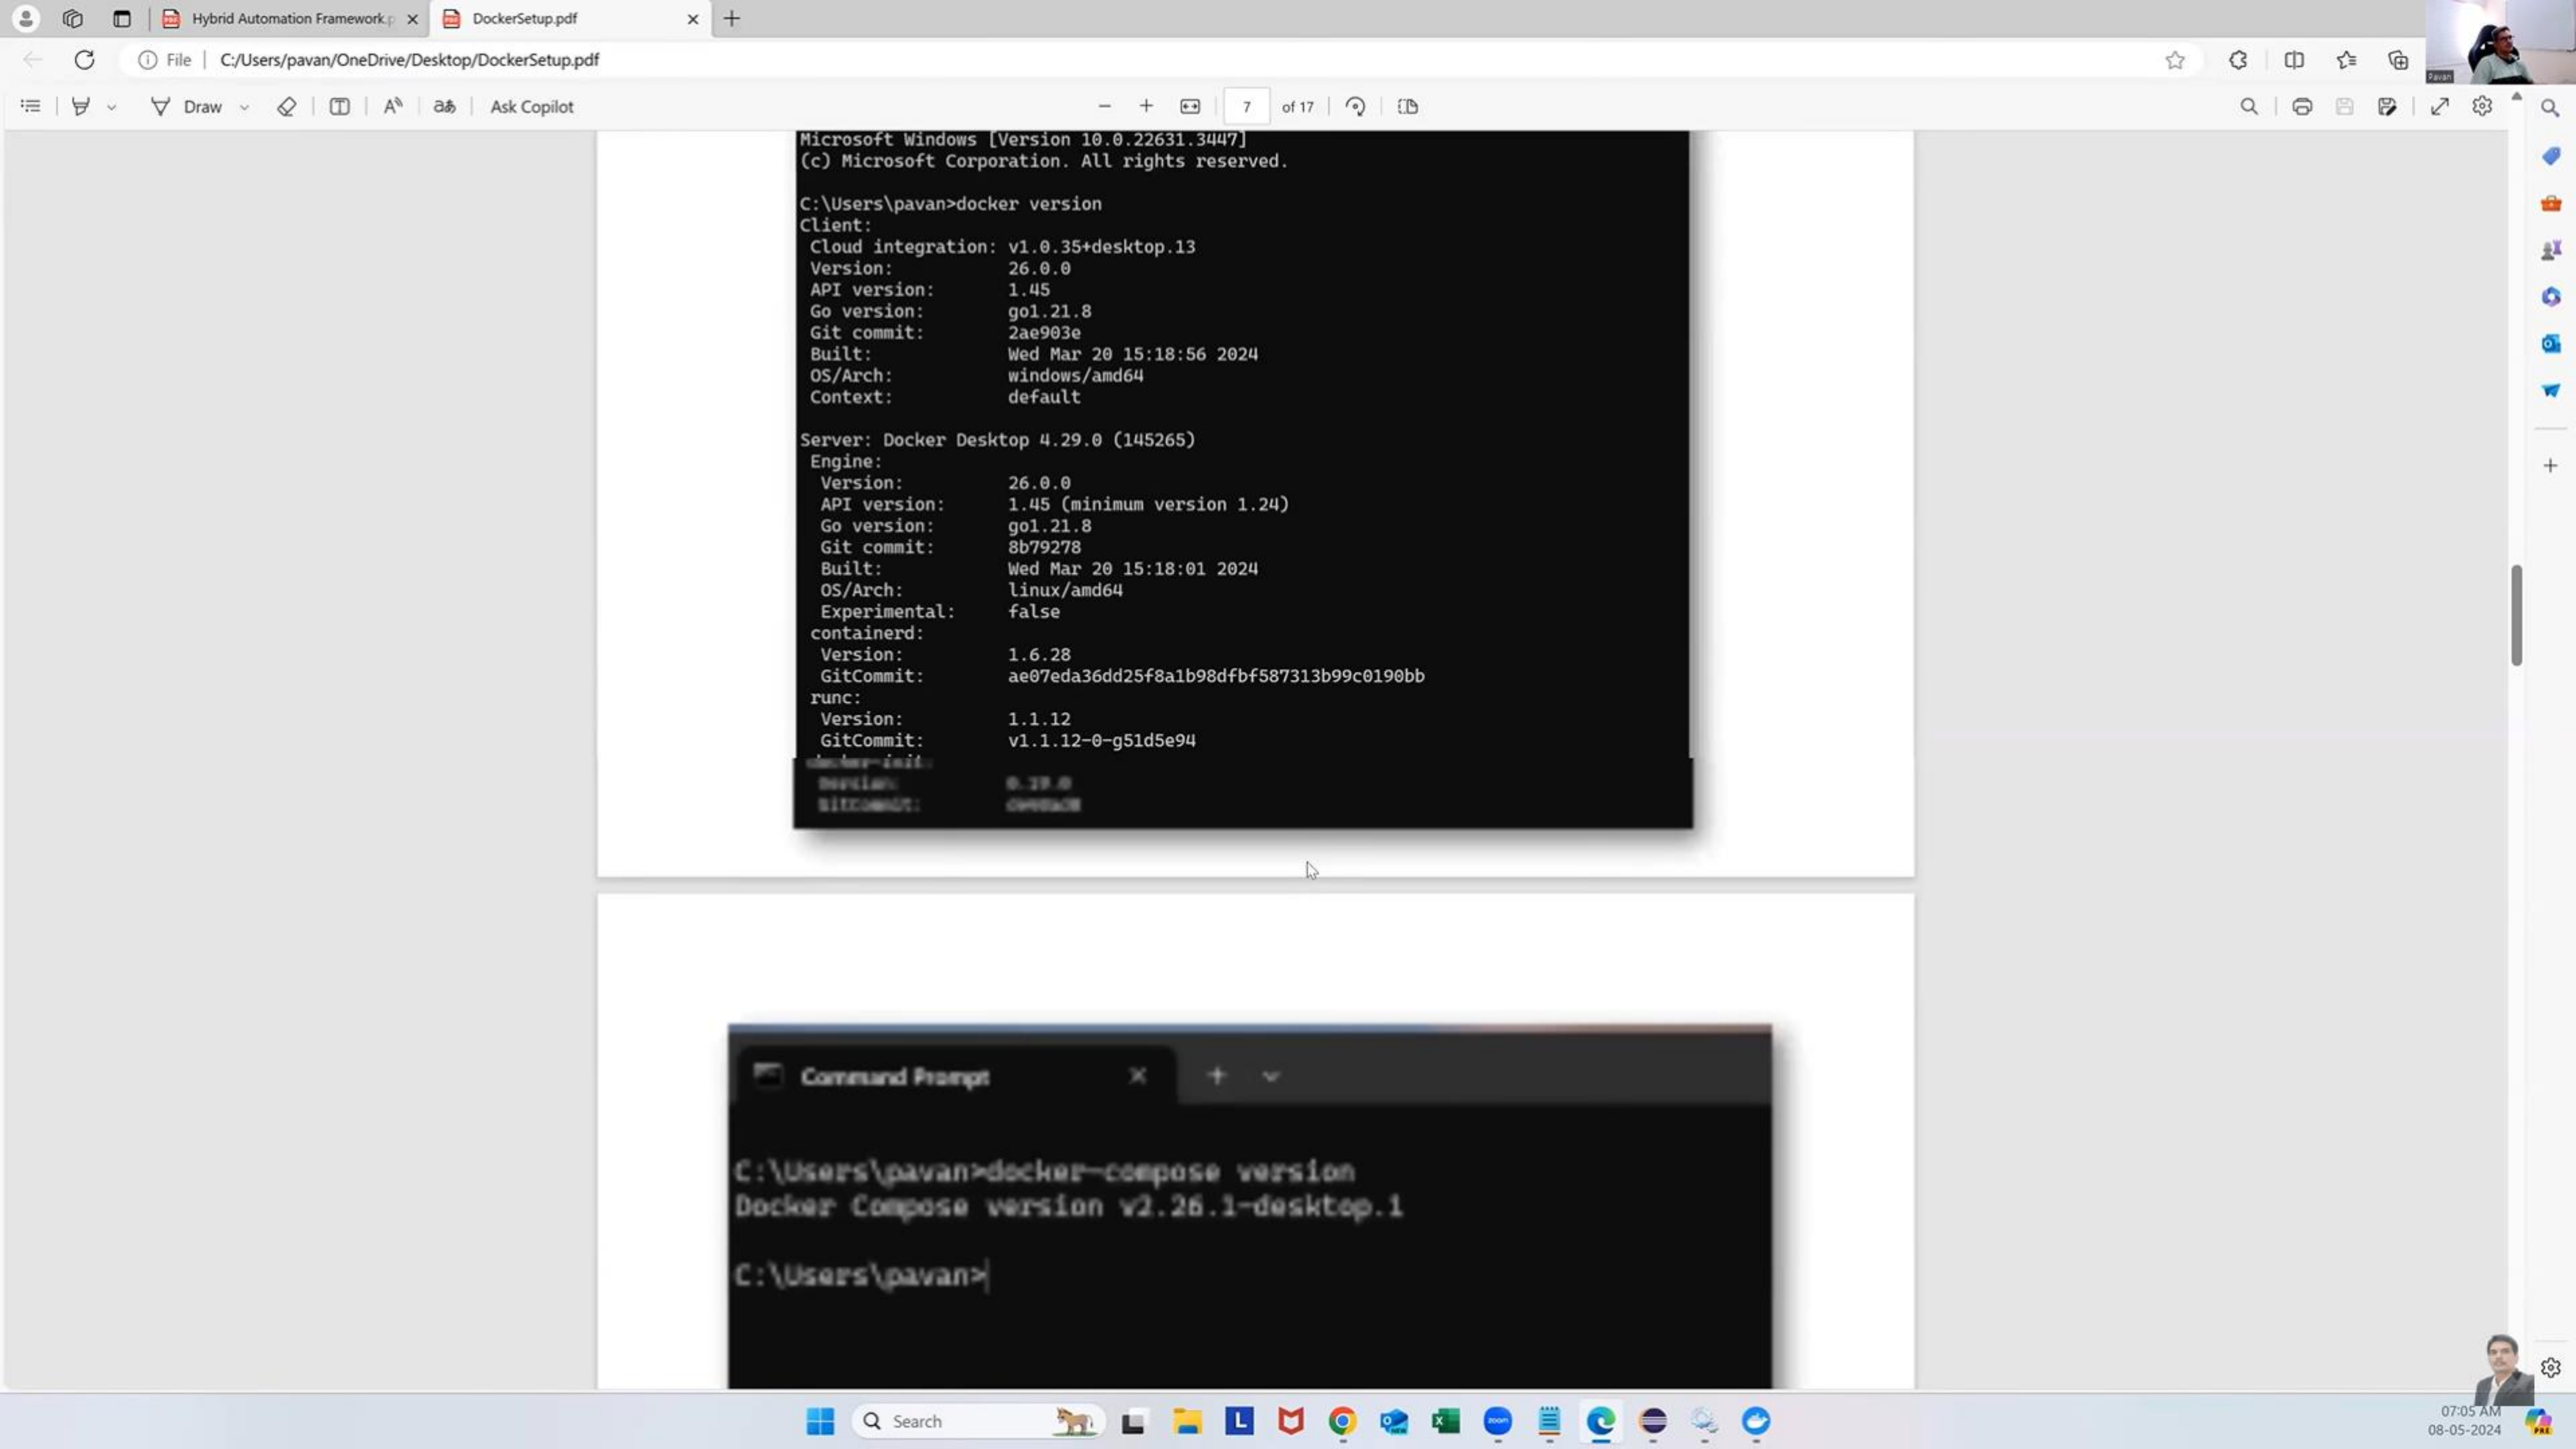 Hybrid Automation Framework.p
DockerSetup.pdf
File
C:/Users/pavan/OneDrive/Desktop/DockerSetup.pdf
Pavan
Draw
Ask Copilot
7 of 17
Microsoft Windows [Version 10.0.22631.3447]
(c) Microsoft Corporation. All rights reserved.
C:\Users\pavan>docker version
Client:
Cloud integration: v1.0.35+desktop.13
Version: 26.0.0
API version: 1.45
Go version: go1.21.8
Git commit: 2ae903e
Built: Wed Mar 20 15:18:56 2024
OS/Arch: windows/amd64
Context: default
Server: Docker Desktop 4.29.0 (145265)
Engine:
Version: 26.0.0
API version: 1.45 (minimum version 1.24)
Go version: go1.21.8
Git commit: 8b79278
Built: Wed Mar 20 15:18:01 2024
OS/Arch: linux/amd64
Experimental: false
containerd:
Version: 1.6.28
GitCommit: ae07eda36dd25f8a1b98dfbf587313b99c0190bb
runc:
Version: 1.1.12
GitCommit: v1.1.12-0-g51d5e94
docker-init:
Version: 0.19.0
GitCommit:
Command Prompt
C:\Users\pavan>docker-compose version
Docker Compose version v2.26.1-desktop.1
C:\Users\pavan>
Search
07:05 AM
08-05-2024